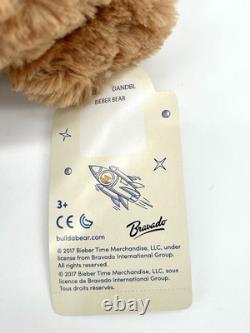 DANDBL
BIEBER BEAR
3+
CE
Bravado
buildabear.com
© 2017 Bieber Time Merchandise, LLC, under
license from Bravado International Group.
All rights reserved.
© 2017 Bieber Time Merchandise, LLC, sous
licence de Bravado International Group.
Tous droits réservés.